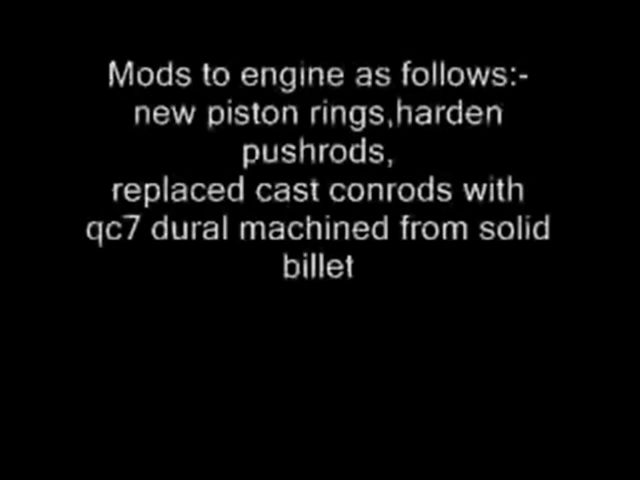 Mods to engine as follows:-
new piston rings,harden
pushrods,
replaced cast conrods with
qc7 dural machined from solid
billet